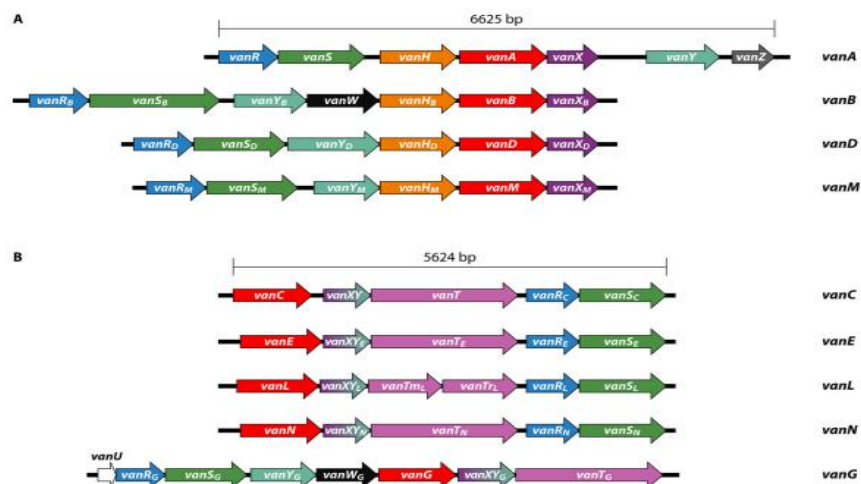 A
6625 bp
vanR vanS vanH vanA vanX vanY vanZ vanA
vanRB vanSB vanYB vanW vanHB vanB vanXB vanB
vanRD vanSD vanYD vanHD vanD vanXD vanD
vanRM vanSM vanYM vanHM vanM vanXM vanM
B
5624 bp
vanC vanXY vanT vanRC vanSC vanC
vanE vanXYE vanTE vanRE vanSE vanE
vanL vanXYL vanTmL vanTrL vanRL vanSL vanL
vanN vanXYN vanTN vanRN vanSN vanN
vanU
vanRG vanSG vanYG vanWG vanG vanXYG vanTG vanG